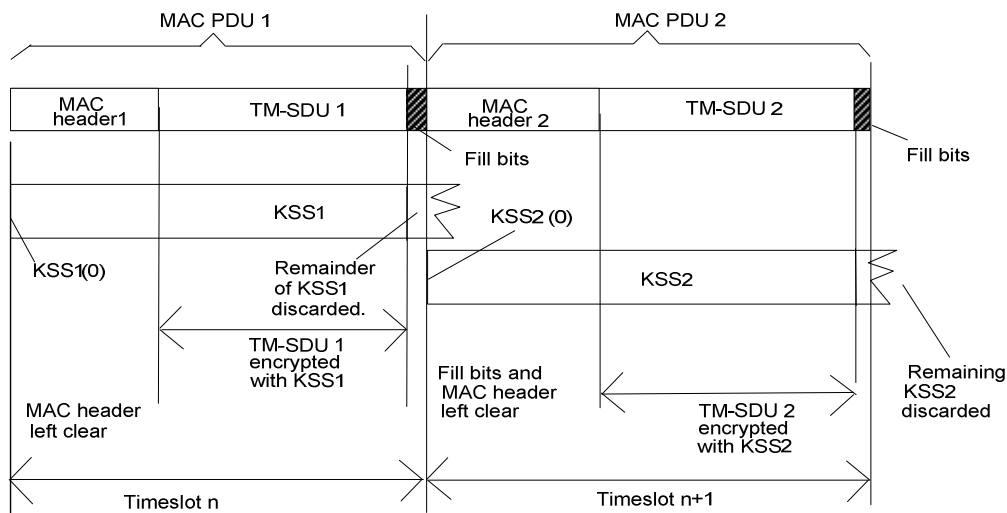 MAC PDU 1
MAC PDU 2
MAC
header1
TM-SDU 1
MAC
header 2
TM-SDU 2
Fill bits
Fill bits
KSS1
KSS2 (0)
KSS1(0)
Remainder
of KSS1
discarded.
KSS2
TM-SDU 1
encrypted
with KSS1
Fill bits and
MAC header
left clear
Remaining
KSS2
discarded
MAC header
left clear
TM-SDU 2
encrypted
with KSS2
Timeslot n
Timeslot n+1